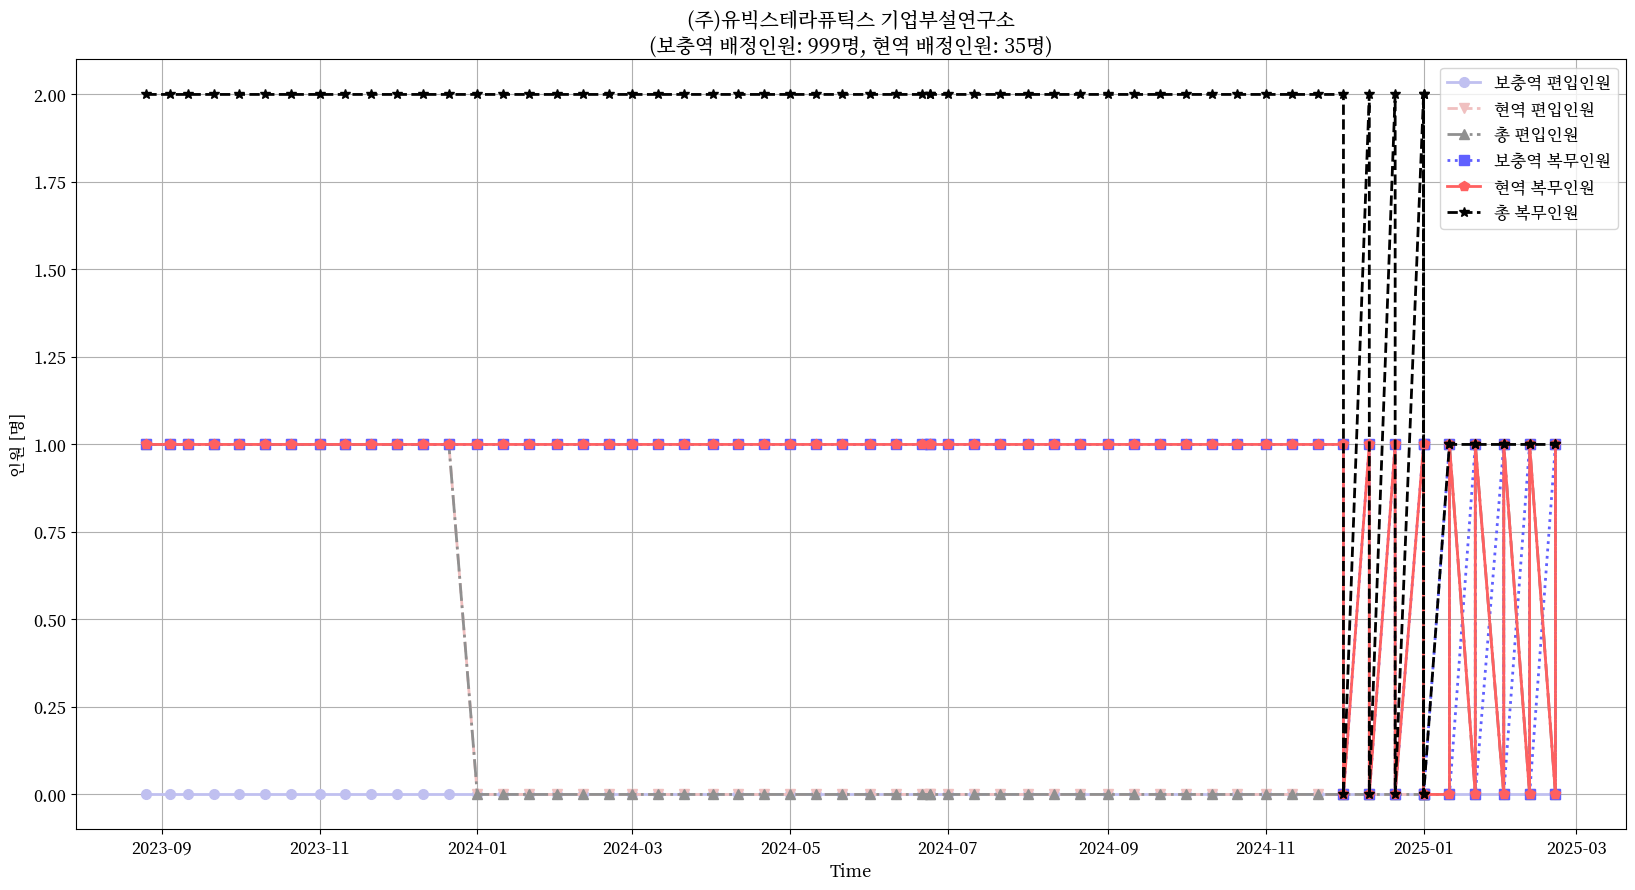 (주)유빅스테라퓨틱스 기업부설연구소
(보충역 배정인원: 999명, 현역 배정인원: 35명)
보충역 편입인원
현역 편입인원
총 편입인원
보충역 복무인원
현역 복무인원
총 복무인원
인원 [명]
2.00
1.75
1.50
1.25
1.00
0.75
0.50
0.25
0.00
2023-09 2023-11 2024-01 2024-03 2024-05 2024-07 2024-09 2024-11 2025-01 2025-03
Time